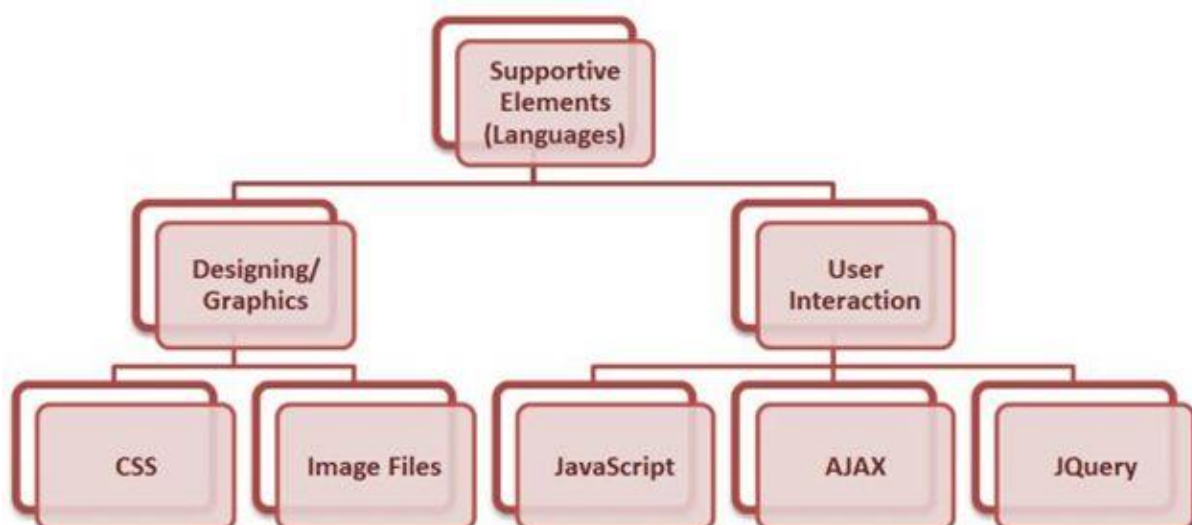 Supportive
Elements
(Languages)
Designing/
Graphics
User
Interaction
CSS
Image Files
JavaScript
AJAX
JQuery